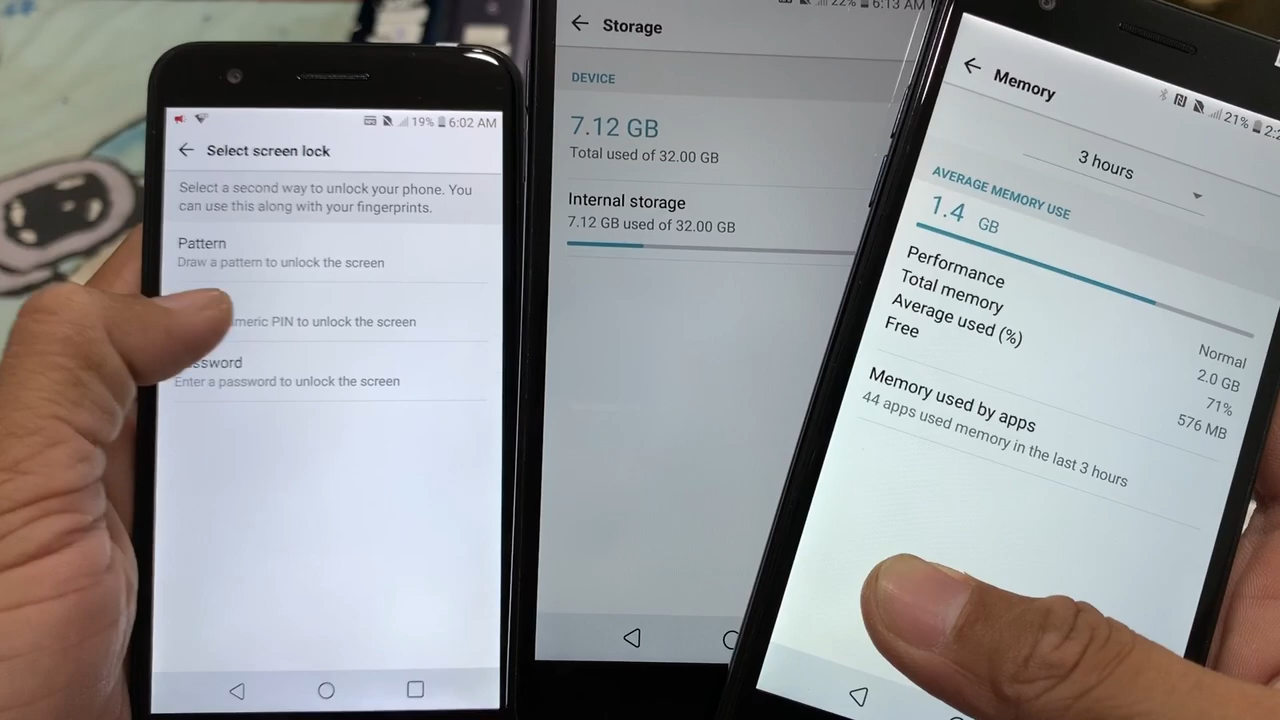 19% 6:02 AM
Select screen lock
Select a second way to unlock your phone. You
can use this along with your fingerprints.
Pattern
Draw a pattern to unlock the screen
PIN to unlock the screen
Enter a password to unlock the screen
22% 6:13 AM
Storage
DEVICE
7.12 GB
Total used of 32.00 GB
Internal storage
7.12 GB used of 32.00 GB
21%
Memory
3 hours
AVERAGE MEMORY USE
1.4 GB
Performance Normal
Total memory 2.0 GB
Average used (%) 71%
Free 576 MB
Memory used by apps
44 apps used memory in the last 3 hours